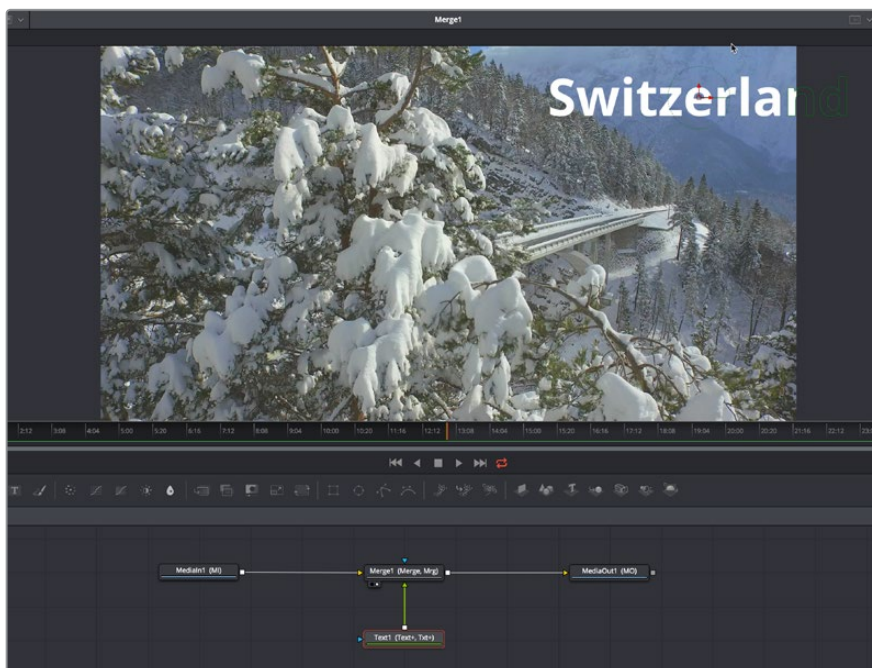 Merge1
Switzerland
2:12 3:08 4:04 5:00 5:20 6:16 7:12 8:08 9:04 10:00 10:20 11:16 12:12 13:08 14:04 15:00 15:20 16:16 17:12 18:08 19:04 20:00 20:20 21:16 22:12
T
MediaIn1 (MI)
Merge1 (Merge, Mrg)
MediaOut1 (MO)
Text1 (Text+, Txt+)